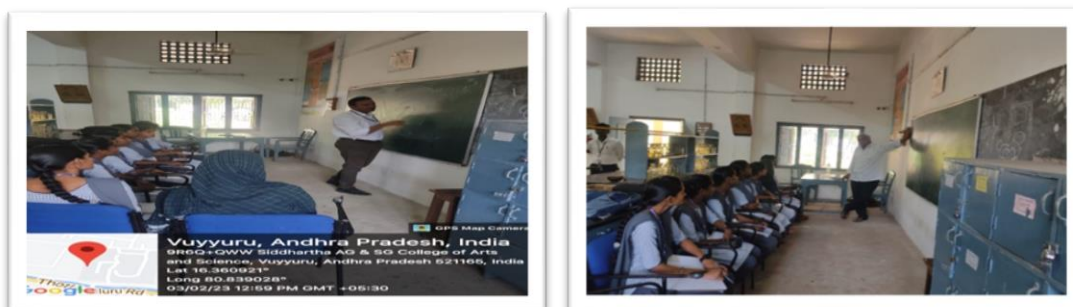 GPS Map Camera
Vuyyuru, Andhra Pradesh, India
9R6Q+QWW Siddhartha AG & SG College of Arts
and Science, Vuyyuru, Andhra Pradesh 521165, India
Lat 16.360921°
Long 80.839028°
03/02/23 12:59 PM GMT +05:30
Google